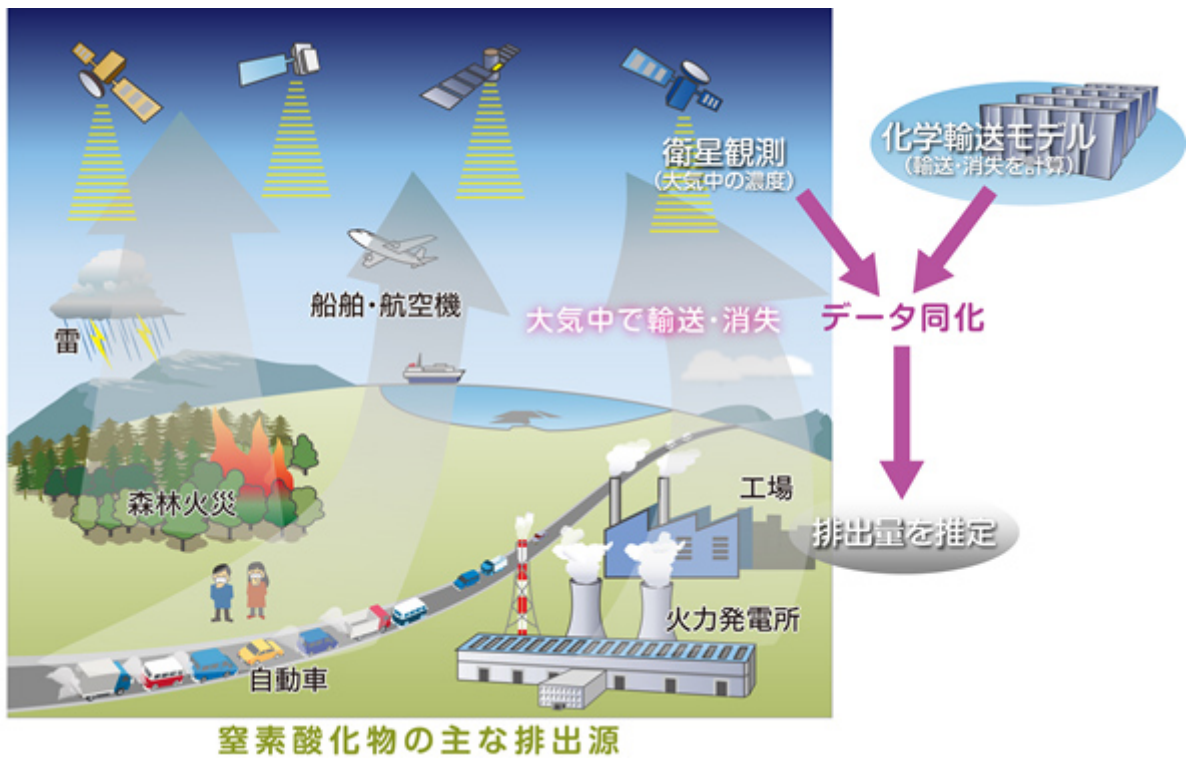 衛星観測
(大気中の濃度)
化学輸送モデル
(輸送・消失を計算)
船舶・航空機
大気中で輸送・消失
データ同化
雷
森林火災
工場
排出量を推定
火力発電所
自動車
窒素酸化物の主な排出源